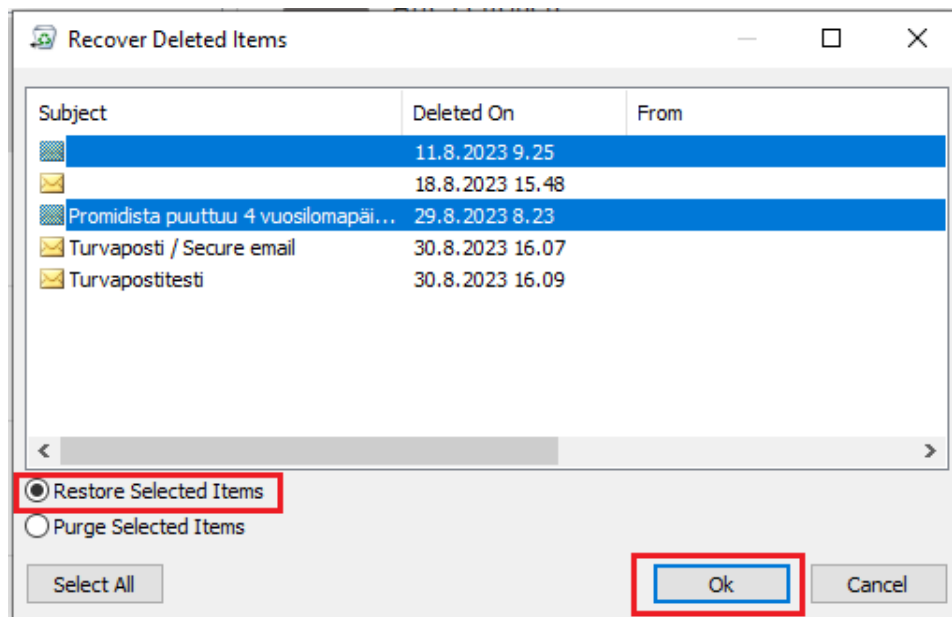 Recover Deleted Items
Subject Deleted On From
11.8.2023 9.25
18.8.2023 15.48
Promidista puuttuu 4 vuosilomapäi... 29.8.2023 8.23
Turvaposti / Secure email 30.8.2023 16.07
Turvapostitesti 30.8.2023 16.09
Restore Selected Items
Purge Selected Items
Select All Ok Cancel